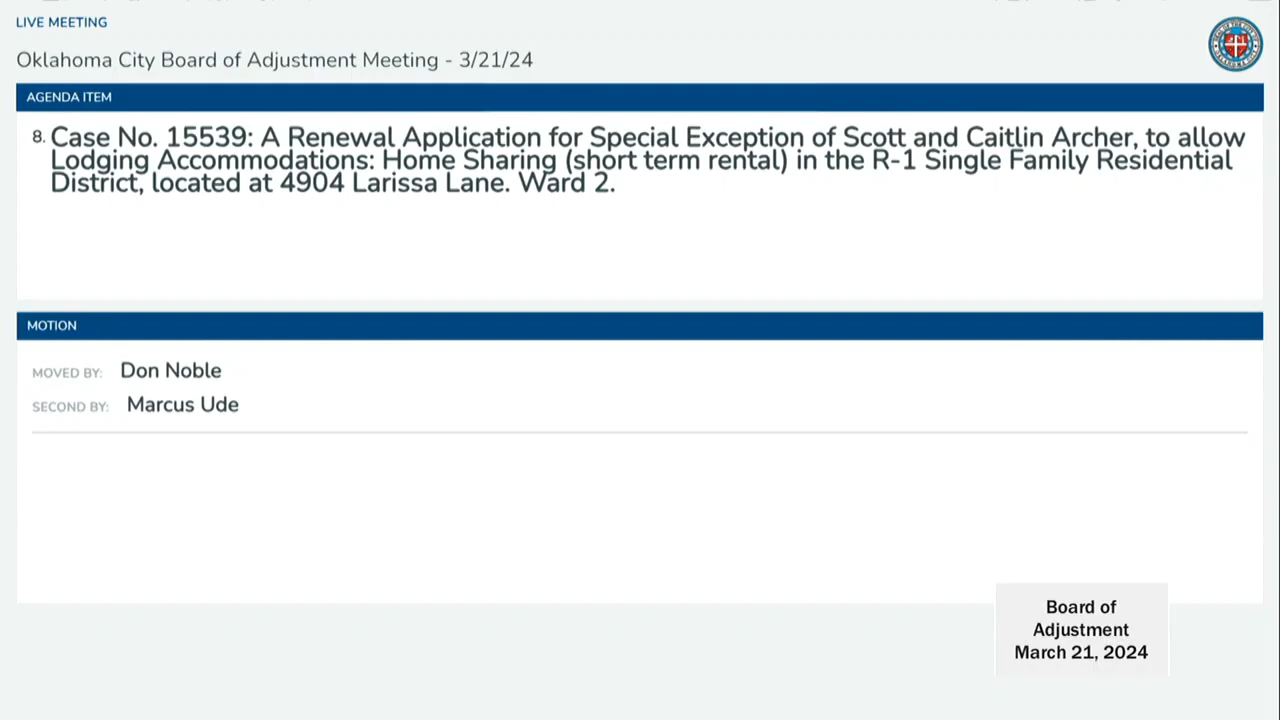 LIVE MEETING
Oklahoma City Board of Adjustment Meeting - 3/21/24
AGENDA ITEM
8. Case No. 15539: A Renewal Application for Special Exception of Scott and Caitlin Archer, to allow
Lodging Accommodations: Home Sharing (short term rental) in the R-1 Single Family Residential
District, located at 4904 Larissa Lane. Ward 2.
MOTION
MOVED BY: Don Noble
SECOND BY: Marcus Ude
Board of
Adjustment
March 21, 2024